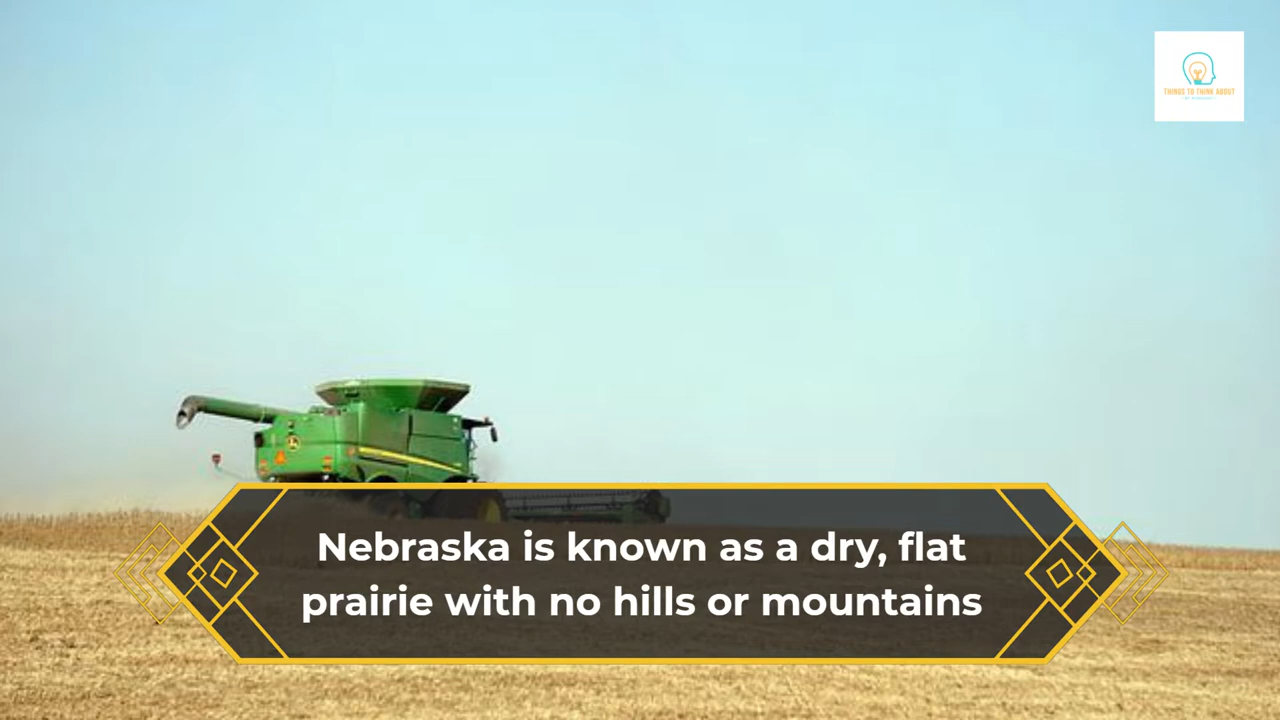 THINGS TO THINK ABOUT
Nebraska is known as a dry, flat
prairie with no hills or mountains